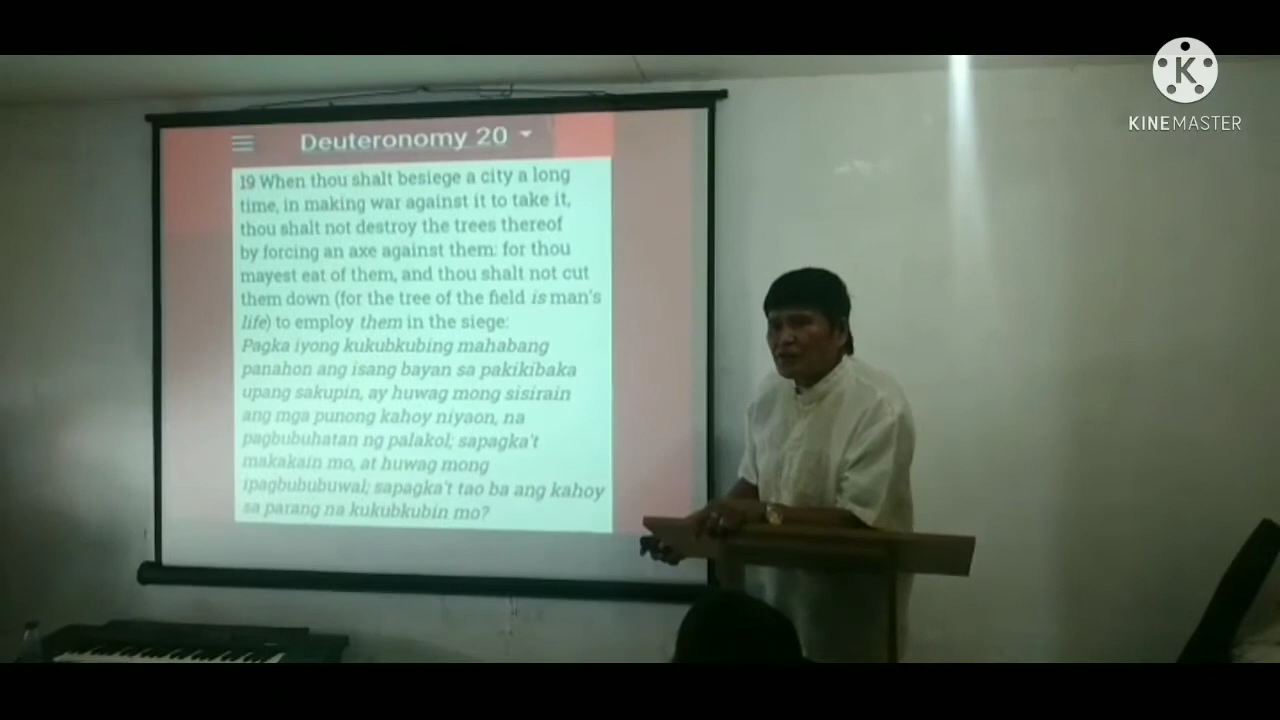 Deuteronomy 20
19 When thou shalt besiege a city a long
time, in making war against it to take it,
thou shalt not destroy the trees thereof
by forcing an axe against them: for thou
mayest eat of them, and thou shalt not cut
them down (for the tree of the field is man's
life) to employ them in the siege:
Pagka iyong kukubkubing mahabang
panahon ang isang bayan sa pakikibaka
upang sakupin, ay huwag mong sisirain
ang mga punong kahoy niyaon, na
pagbubuhatan ng palakol; sapagka't
makakain mo, at huwag mong
ipagbububuwal; sapagka't tao ba ang kahoy
sa parang na kukubkubin mo?
K
KINEMASTER